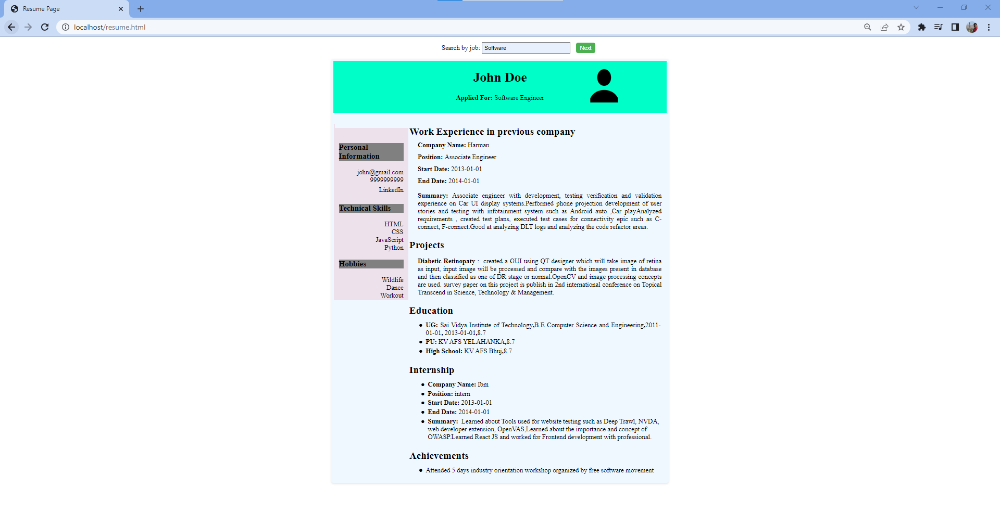 Resume Page
localhost/resume.html
Search by job: Software Next
John Doe
Applied For: Software Engineer
Personal
Information
john@gmail.com
9999999999
LinkedIn
Technical Skills
HTML
CSS
JavaScript
Python
Hobbies
Wildlife
Dance
Workout
Work Experience in previous company
Company Name: Harman
Position: Associate Engineer
Start Date: 2013-01-01
End Date: 2014-01-01
Summary: Associate engineer with development, testing verification and validation
experience on Car UI display systems.Performed phone projection development of user
stories and testing with infotainment system such as Android auto ,Car playAnalyzed
requirements , created test plans, executed test cases for connectivity epic such as C-
connect, F-connect.Good at analyzing DLT logs and analyzing the code refactor areas.
Projects
Diabetic Retinopaty : created a GUI using QT designer which will take image of retina
as input, input image will be processed and compare with the images present in database
and then classified as one of DR stage or normal.OpenCV and image processing concepts
are used. survey paper on this project is publish in 2nd international conference on Topical
Transcend in Science, Technology & Management.
Education
● UG: Sai Vidya Institute of Technology,B.E Computer Science and Engineering,2011-
01-01, 2013-01-01,8.7
● PU: KV AFS YELAHANKA,8.7
● High School: KV AFS Bhuj,8.7
Internship
● Company Name: Ibm
● Position: intern
● Start Date: 2013-01-01
● End Date: 2014-01-01
● Summary: Learned about Tools used for website testing such as Deep Trawl, NVDA,
web developer extension, OpenVAS,Learned about the importance and concept of
OWASP.Learned React JS and worked for Frontend development with professional.
Achievements
● Attended 5 days industry orientation workshop organized by free software movement